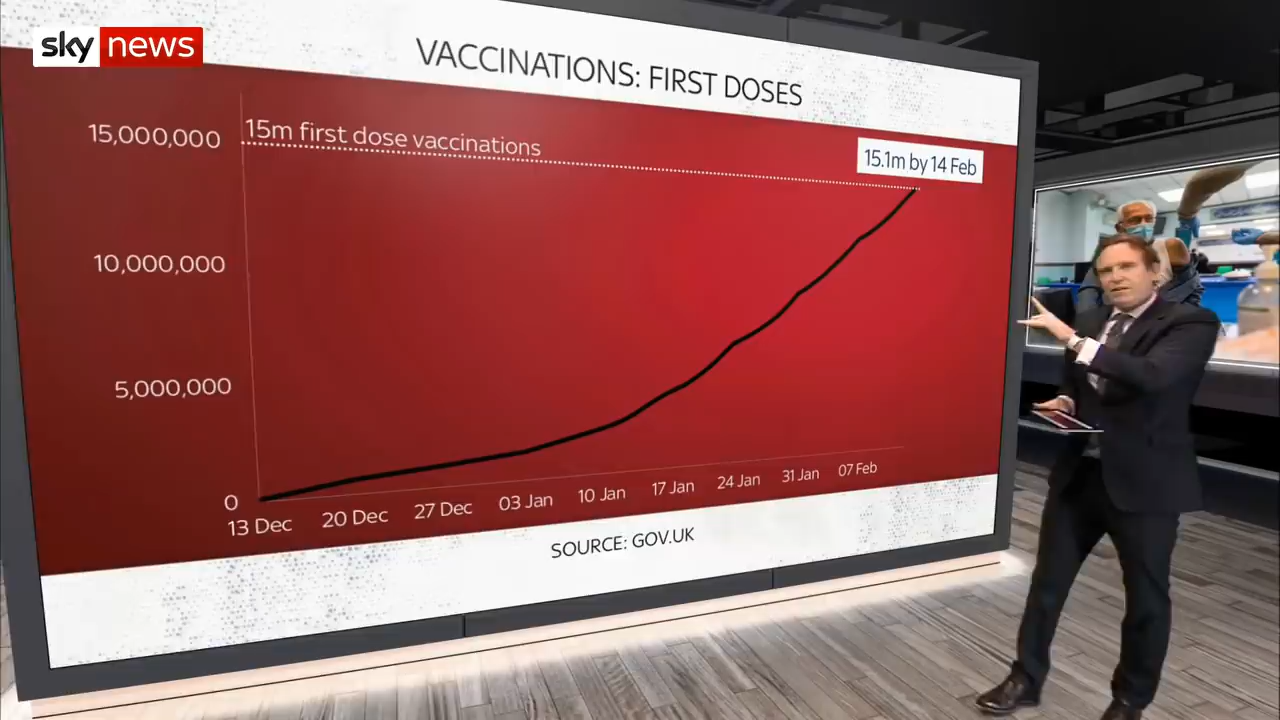 sky news
VACCINATIONS: FIRST DOSES
15,000,000
15m first dose vaccinations
15.1m by 14 Feb
10,000,000
5,000,000
0
13 Dec 20 Dec 27 Dec 03 Jan 10 Jan 17 Jan 24 Jan 31 Jan 07 Feb
SOURCE: GOV.UK